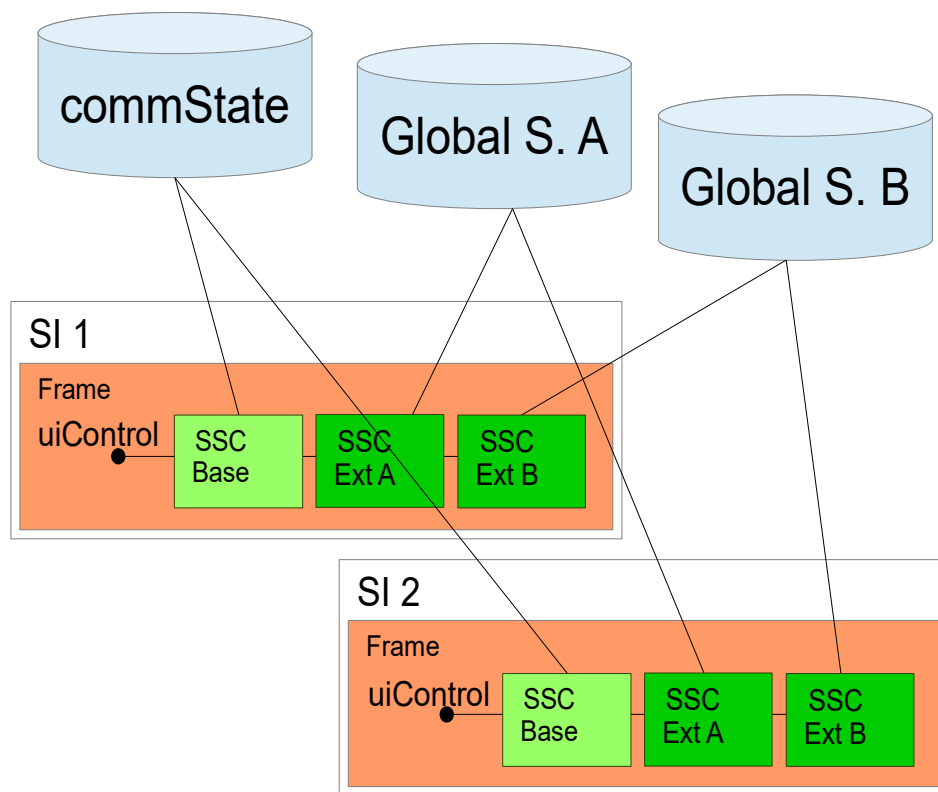 commState
Global S. A
Global S. B
SI 1
Frame
uiControl
SSC
Base
SSC
Ext A
SSC
Ext B
SI 2
Frame
uiControl
SSC
Base
SSC
Ext A
SSC
Ext B